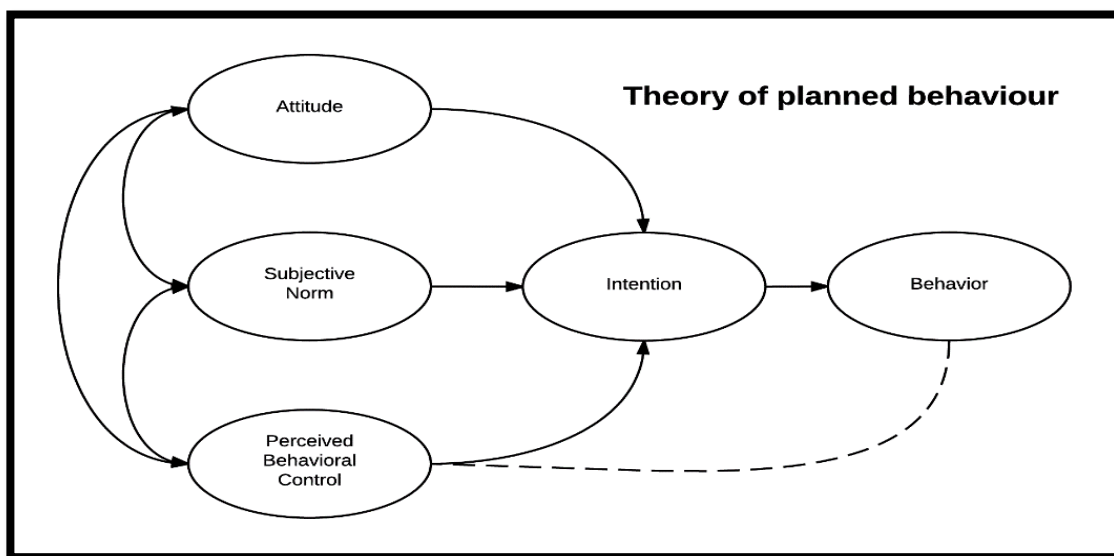 Theory of planned behaviour
Attitude
Subjective
Norm
Intention
Behavior
Perceived
Behavioral
Control